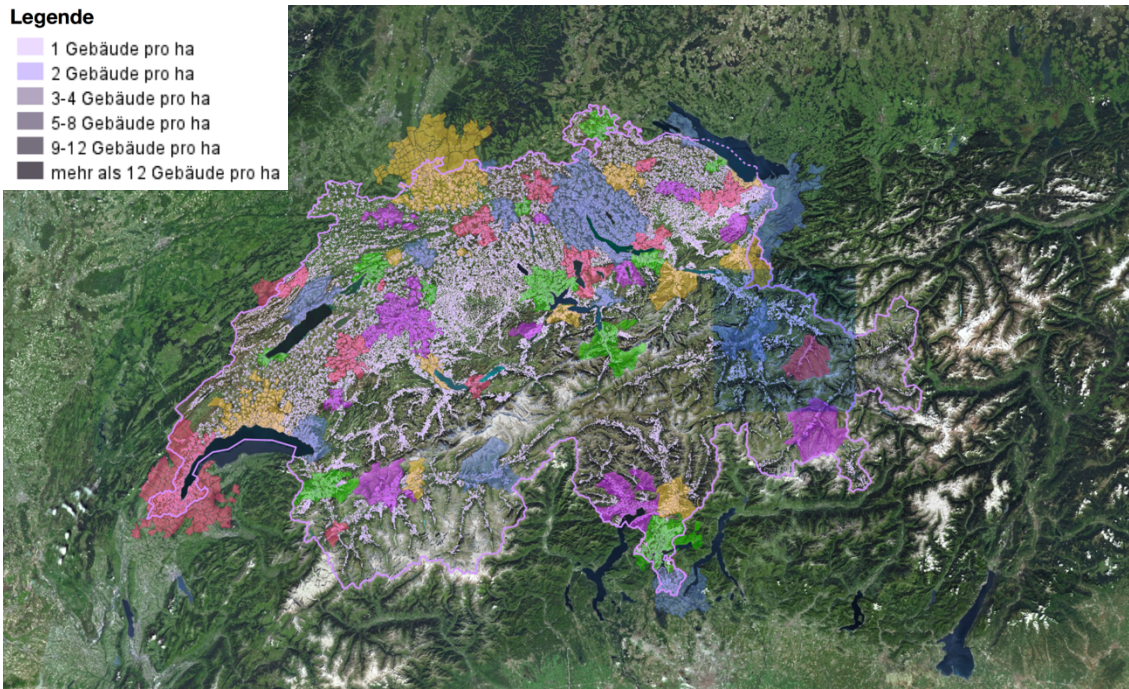 Legende
1 Gebäude pro ha
2 Gebäude pro ha
3-4 Gebäude pro ha
5-8 Gebäude pro ha
9-12 Gebäude pro ha
mehr als 12 Gebäude pro ha